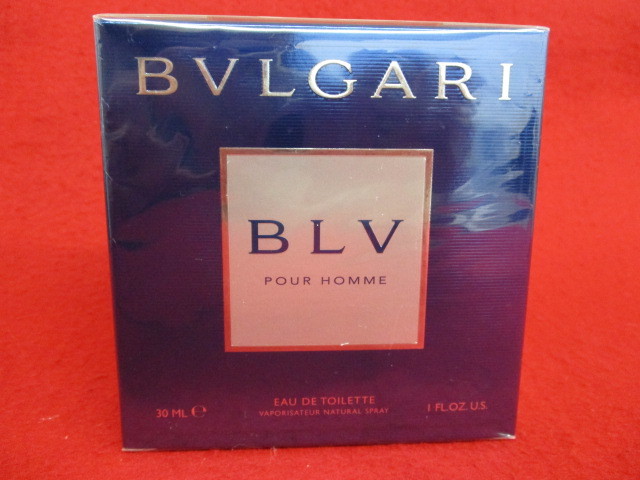 BVLGARI
BLV
POUR HOMME
EAU DE TOILETTE
30 ML ℮ VAPORISATEUR NATURAL SPRAY 1 FL.OZ. U.S.